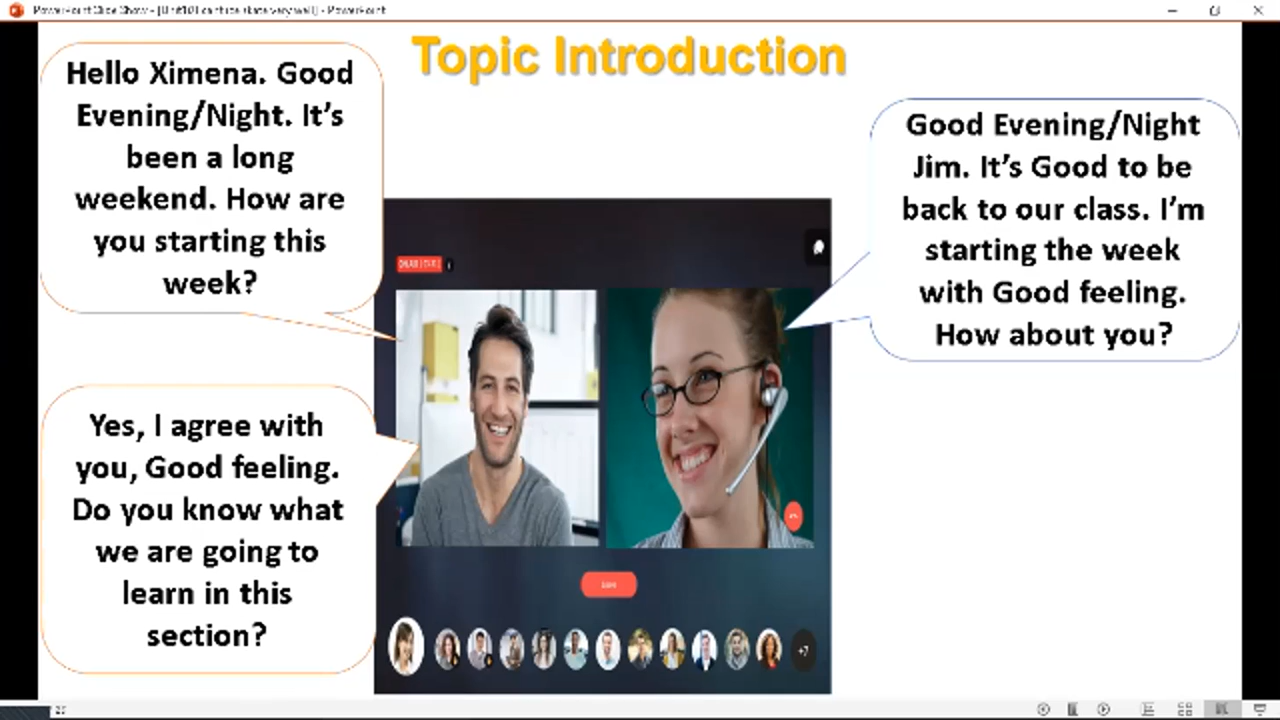 Topic Introduction
Hello Ximena. Good
Evening/Night. It's
been a long
weekend. How are
you starting this
week?
Good Evening/Night
Jim. It's Good to be
back to our class. I'm
starting the week
with Good feeling.
How about you?
Yes, I agree with
you, Good feeling.
Do you know what
we are going to
learn in this
section?
+7